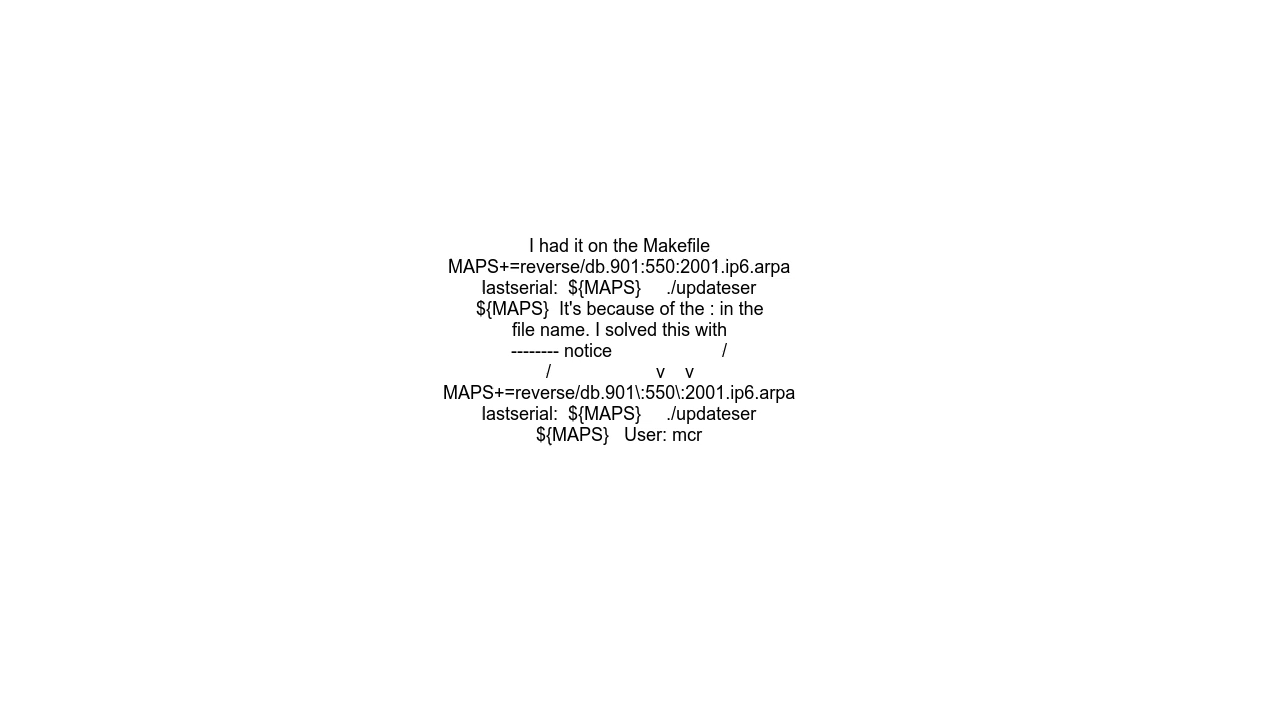 I had it on the Makefile
MAPS+=reverse/db.901:550:2001.ip6.arpa
lastserial:  ${MAPS}     ./updateser
${MAPS}  It's because of the : in the
file name. I solved this with
-------- notice                      /
/                     v    v
MAPS+=reverse/db.901\:550\:2001.ip6.arpa
lastserial:  ${MAPS}     ./updateser
${MAPS}   User: mcr